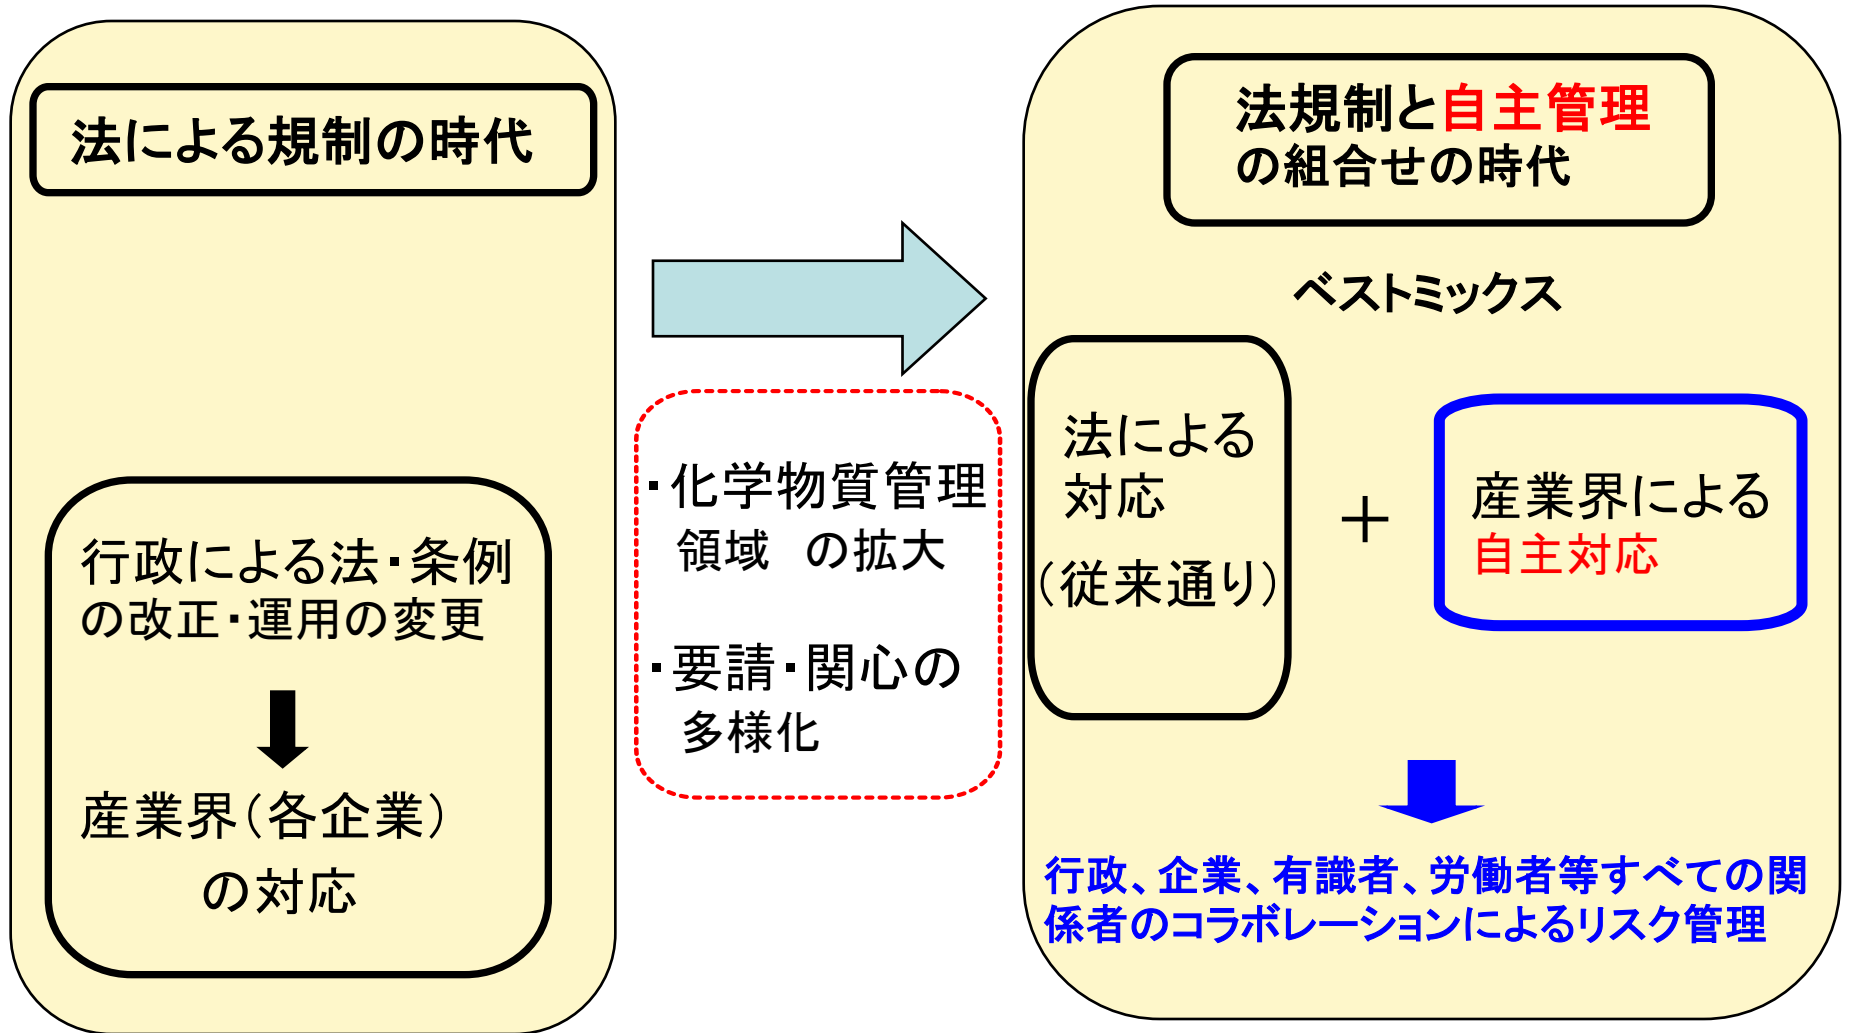 法による規制の時代
行政による法・条例
の改正・運用の変更
産業界(各企業)
の対応
・化学物質管理
領域　の拡大
・要請・関心の
多様化
法規制と自主管理
の組合せの時代
ベストミックス
法による
対応
(従来通り)
＋
産業界による
自主対応
行政、企業、有識者、労働者等すべての関
係者のコラボレーションによるリスク管理